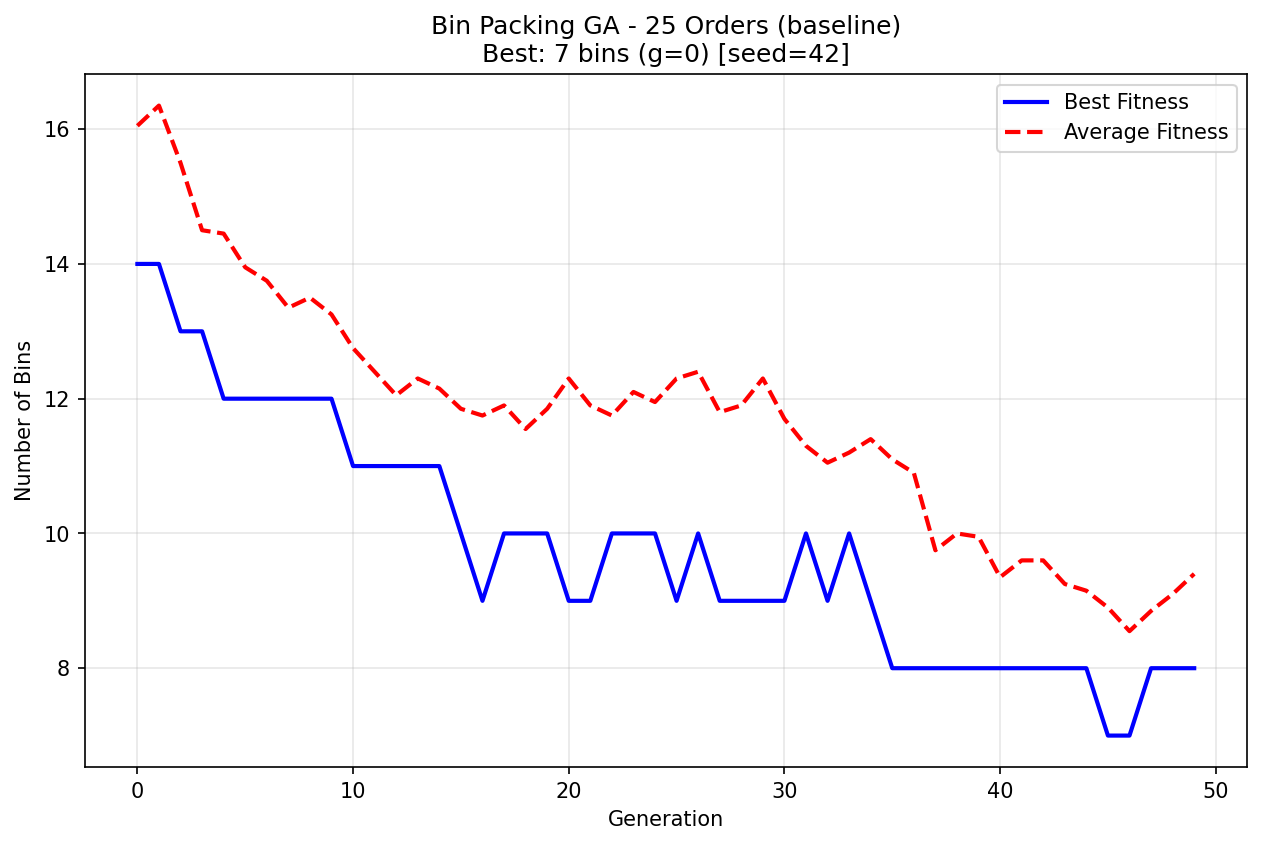 Bin Packing GA - 25 Orders (baseline)
Best: 7 bins (g=0) [seed=42]
Best Fitness
Average Fitness
Number of Bins
16
14
12
10
8
0 10 20 30 40 50
Generation